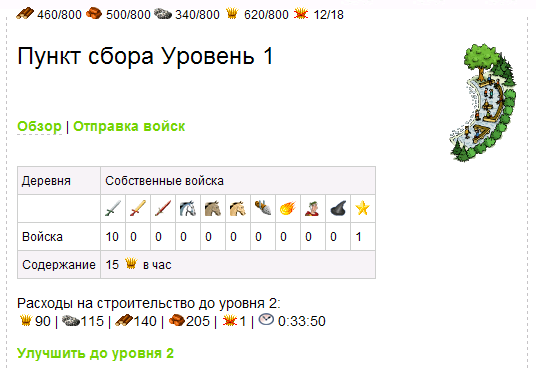 460/800 500/800 340/800 620/800 12/18
Пункт сбора Уровень 1
Обзор | Отправка войск
Деревня Собственные войска
Войска 10 0 0 0 0 0 0 0 0 0 1
Содержание 15 в час
Расходы на строительство до уровня 2:
90 | 115 | 140 | 205 | 1 | 0:33:50
Улучшить до уровня 2